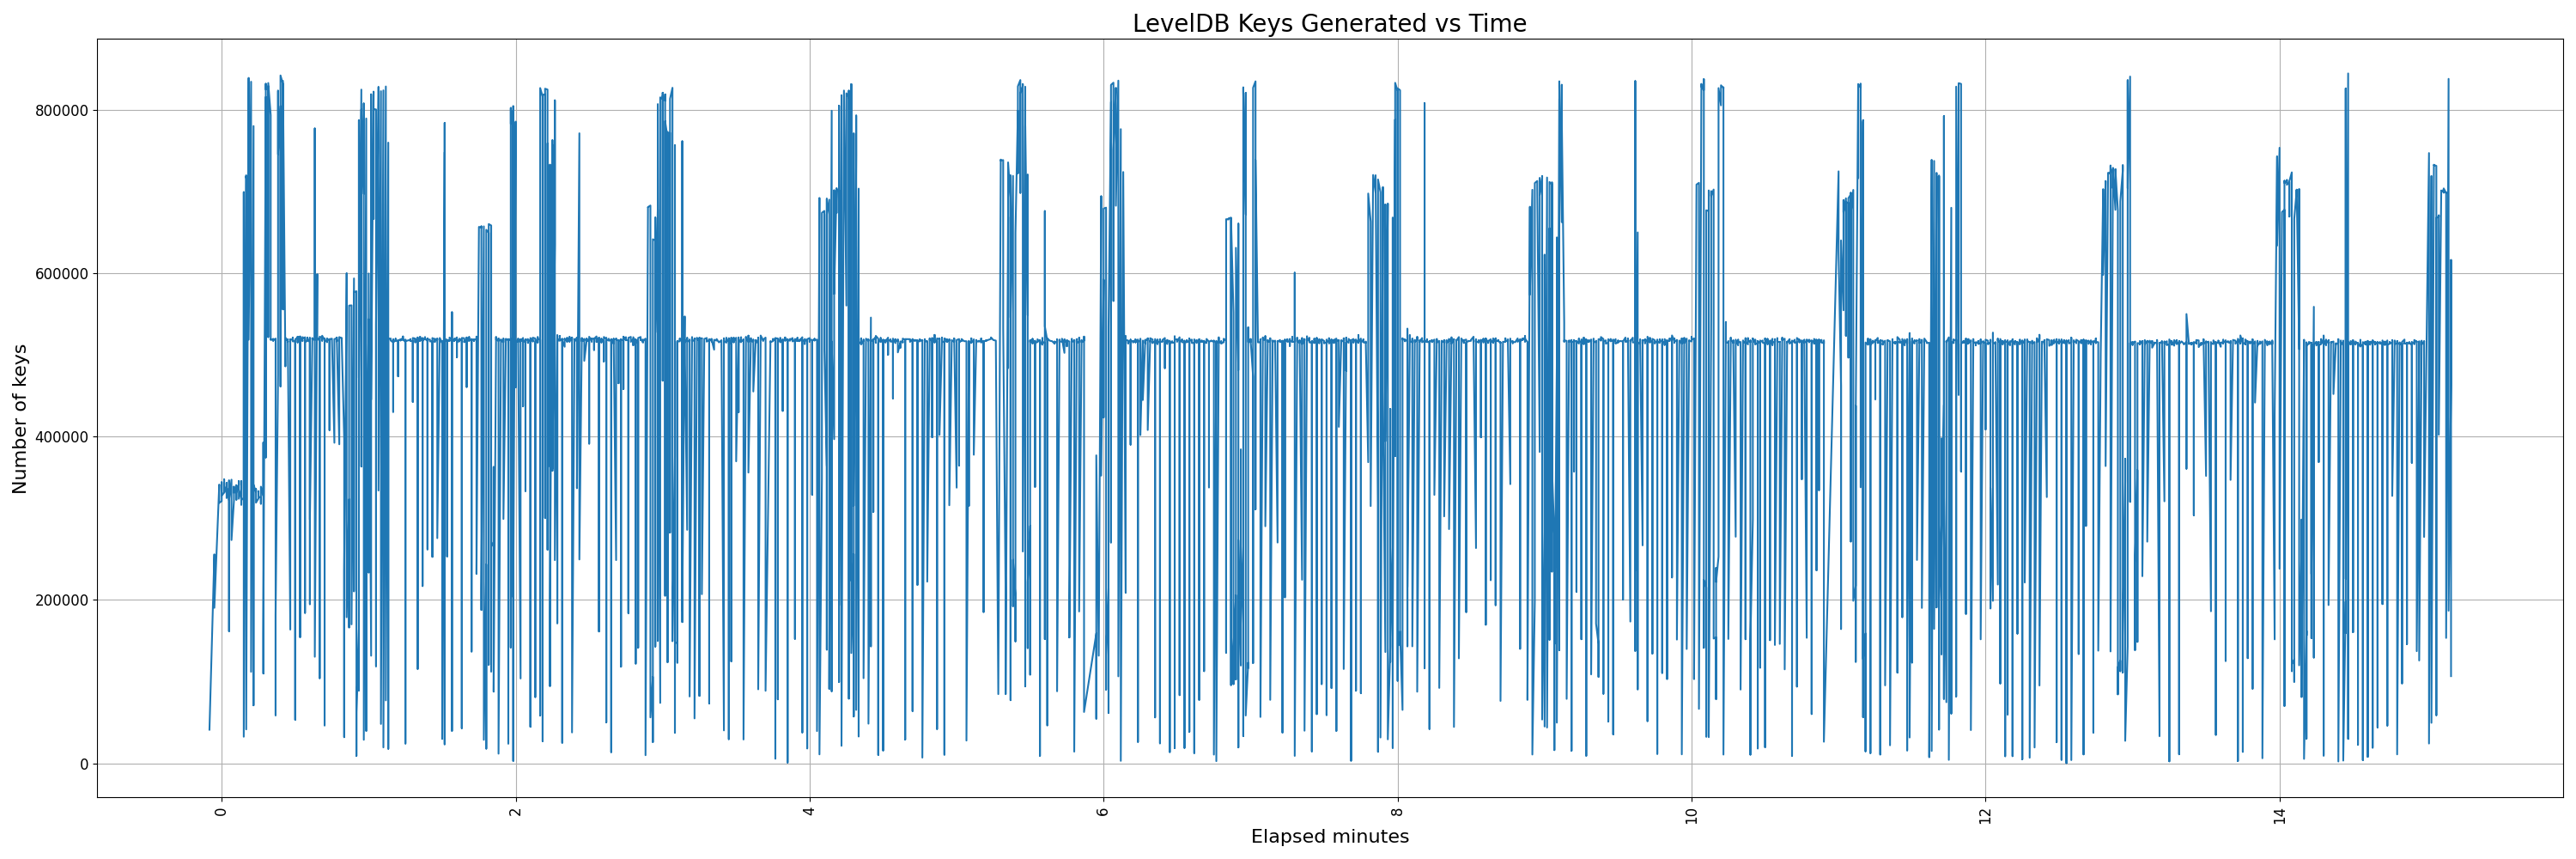 LevelDB Keys Generated vs Time
Number of keys
800000
600000
400000
200000
0
0 2 4 6 8 10 12 14
Elapsed minutes